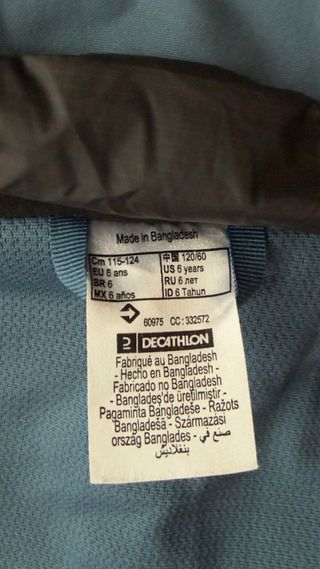 Made in Bangladesh
Cm 115-124 中国 120/60
EU 6 ans US 6 years
BR 6 RU 6 лет
MX 6 años ID 6 Tahun
60975 CC : 332572
DECATHLON
Fabriqué au Bangladesh
- Hecho en Bangladesh -
Fabricado no Bangladesh
- Bangladeş'de üretilmiştir -
Pagaminta Bangladeše - Ražots
Bangladešā - Származási
ország Banglades - صنع في
بنغلاديش